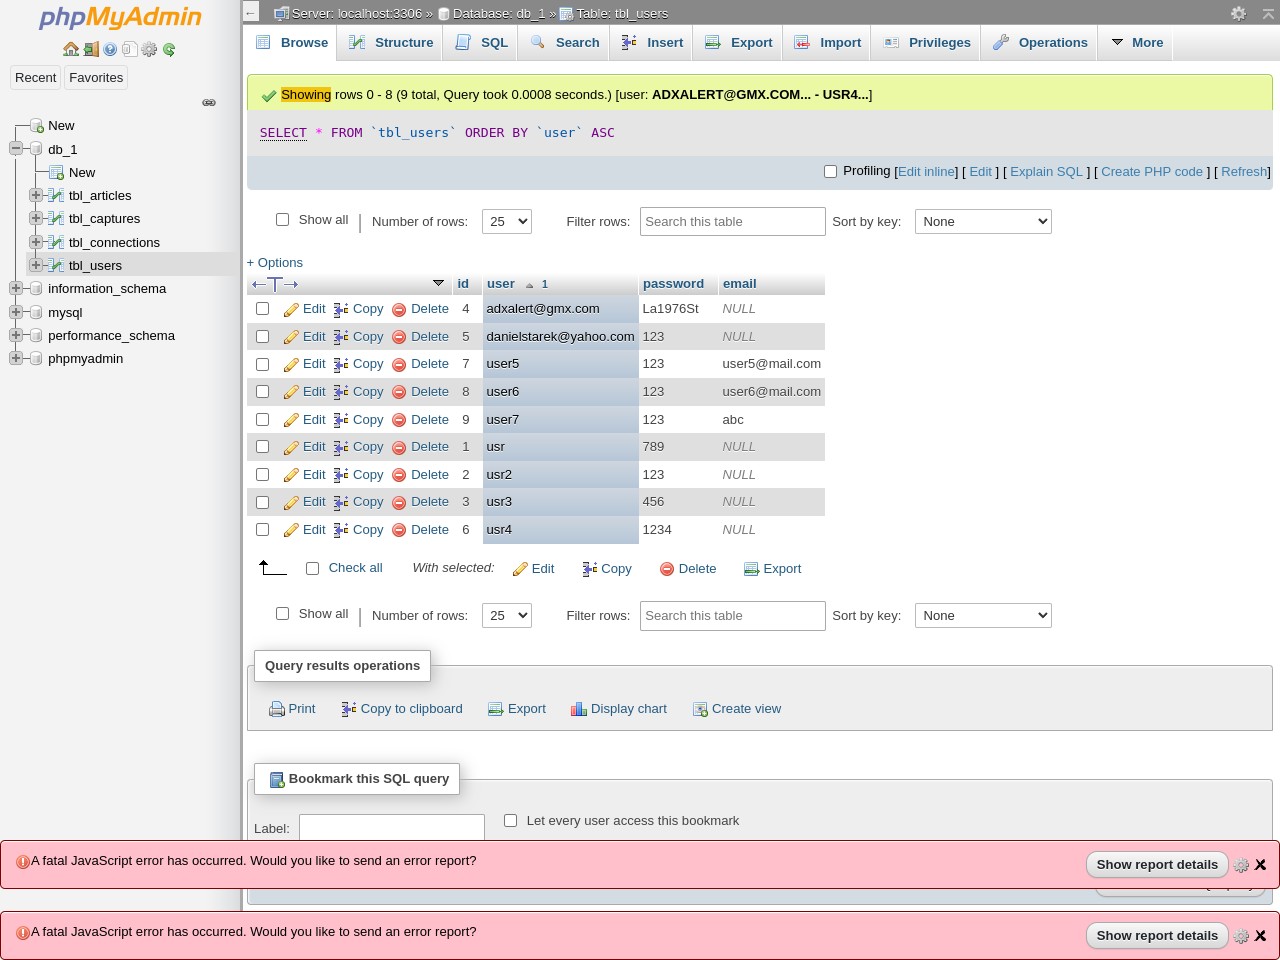 phpMyAdmin
Recent Favorites
New
db_1
New
tbl_articles
tbl_captures
tbl_connections
tbl_users
information_schema
mysql
performance_schema
phpmyadmin
Server: localhost:3306 » Database: db_1 » Table: tbl_users
Browse Structure SQL Search Insert Export Import Privileges Operations More
Showing rows 0 - 8 (9 total, Query took 0.0008 seconds.) [user: ADXALERT@GMX.COM... - USR4...]
SELECT * FROM `tbl_users` ORDER BY `user` ASC
Profiling [Edit inline] [ Edit ] [ Explain SQL ] [ Create PHP code ] [ Refresh]
Show all | Number of rows: 25 Filter rows: Search this table Sort by key: None
+ Options
←T→ id user 1 password email
Edit Copy Delete 4 adxalert@gmx.com La1976St NULL
Edit Copy Delete 5 danielstarek@yahoo.com 123 NULL
Edit Copy Delete 7 user5 123 user5@mail.com
Edit Copy Delete 8 user6 123 user6@mail.com
Edit Copy Delete 9 user7 123 abc
Edit Copy Delete 1 usr 789 NULL
Edit Copy Delete 2 usr2 123 NULL
Edit Copy Delete 3 usr3 456 NULL
Edit Copy Delete 6 usr4 1234 NULL
Check all With selected: Edit Copy Delete Export
Show all | Number of rows: 25 Filter rows: Search this table Sort by key: None
Query results operations
Print Copy to clipboard Export Display chart Create view
Bookmark this SQL query
Label: Let every user access this bookmark
A fatal JavaScript error has occurred. Would you like to send an error report? Show report details X
A fatal JavaScript error has occurred. Would you like to send an error report? Show report details X